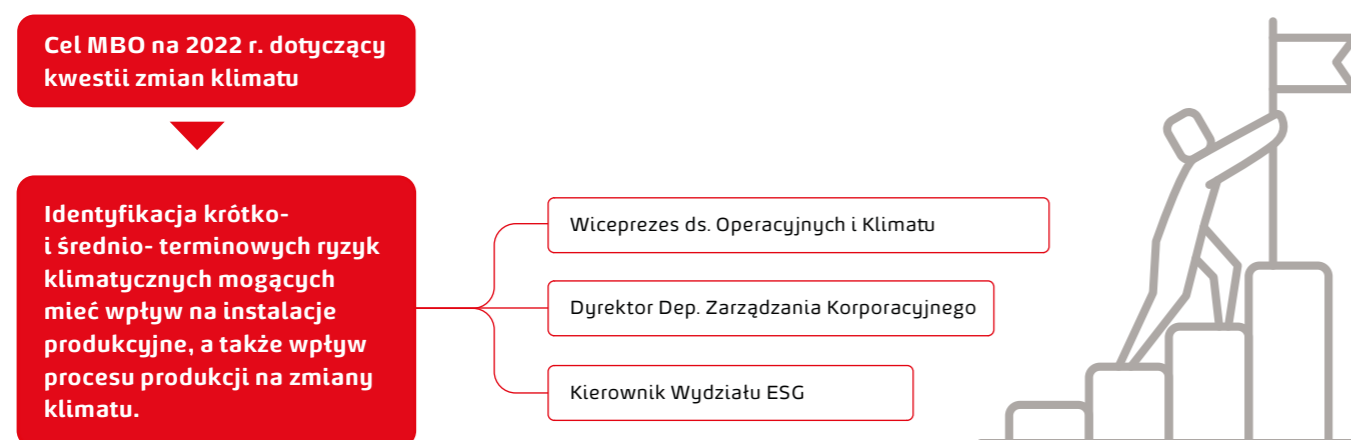 Cel MBO na 2022 r. dotyczący
kwestii zmian klimatu
Identyfikacja krótko-
i średnio- terminowych ryzyk
klimatycznych mogących
mieć wpływ na instalacje
produkcyjne, a także wpływ
procesu produkcji na zmiany
klimatu.
Wiceprezes ds. Operacyjnych i Klimatu
Dyrektor Dep. Zarządzania Korporacyjnego
Kierownik Wydziału ESG